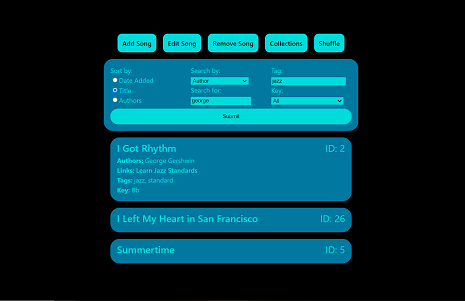 Add Song Edit Song Remove Song Collections Shuffle
Sort by: Search by: Tag:
Date Added Author jazz
Title Search for: Key:
Authors george All
Submit
I Got Rhythm ID: 2
Authors: George Gershwin
Links: Learn Jazz Standards
Tags: jazz, standard
Key: Bb
I Left My Heart in San Francisco ID: 26
Summertime ID: 5